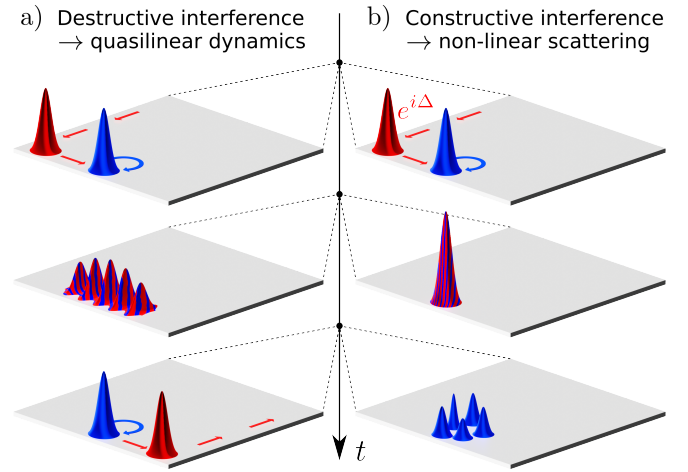 a) Destructive interference
→ quasilinear dynamics
b) Constructive interference
→ non-linear scattering
e^{iΔ}
t